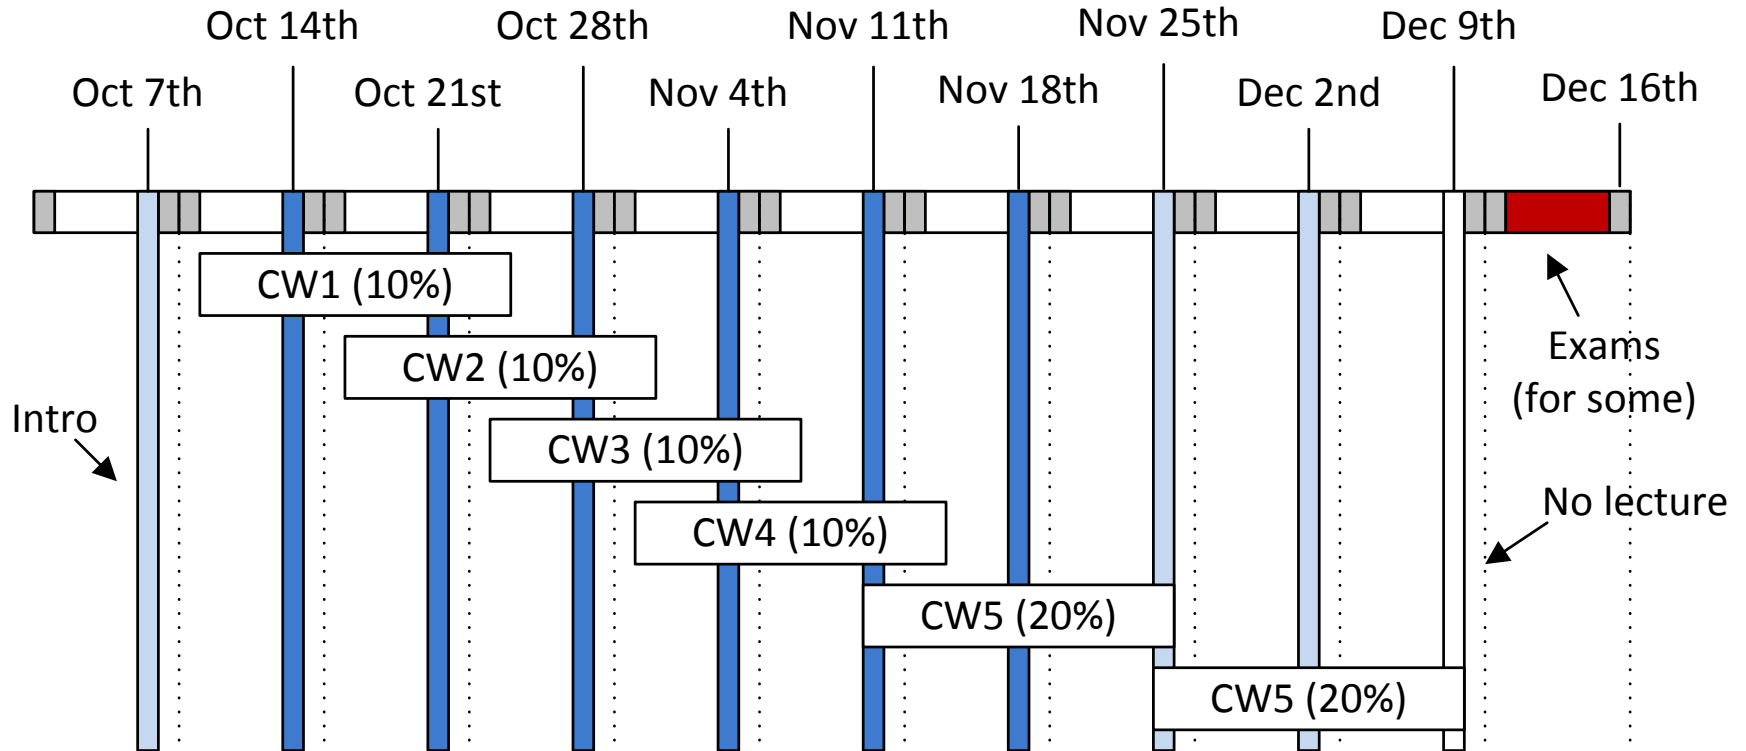 Oct 14th
Oct 28th
Nov 11th
Nov 25th
Dec 9th
Oct 7th
Oct 21st
Nov 4th
Nov 18th
Dec 2nd
Dec 16th
CW1 (10%)
CW2 (10%)
Exams
(for some)
Intro
CW3 (10%)
No lecture
CW4 (10%)
CW5 (20%)
CW5 (20%)